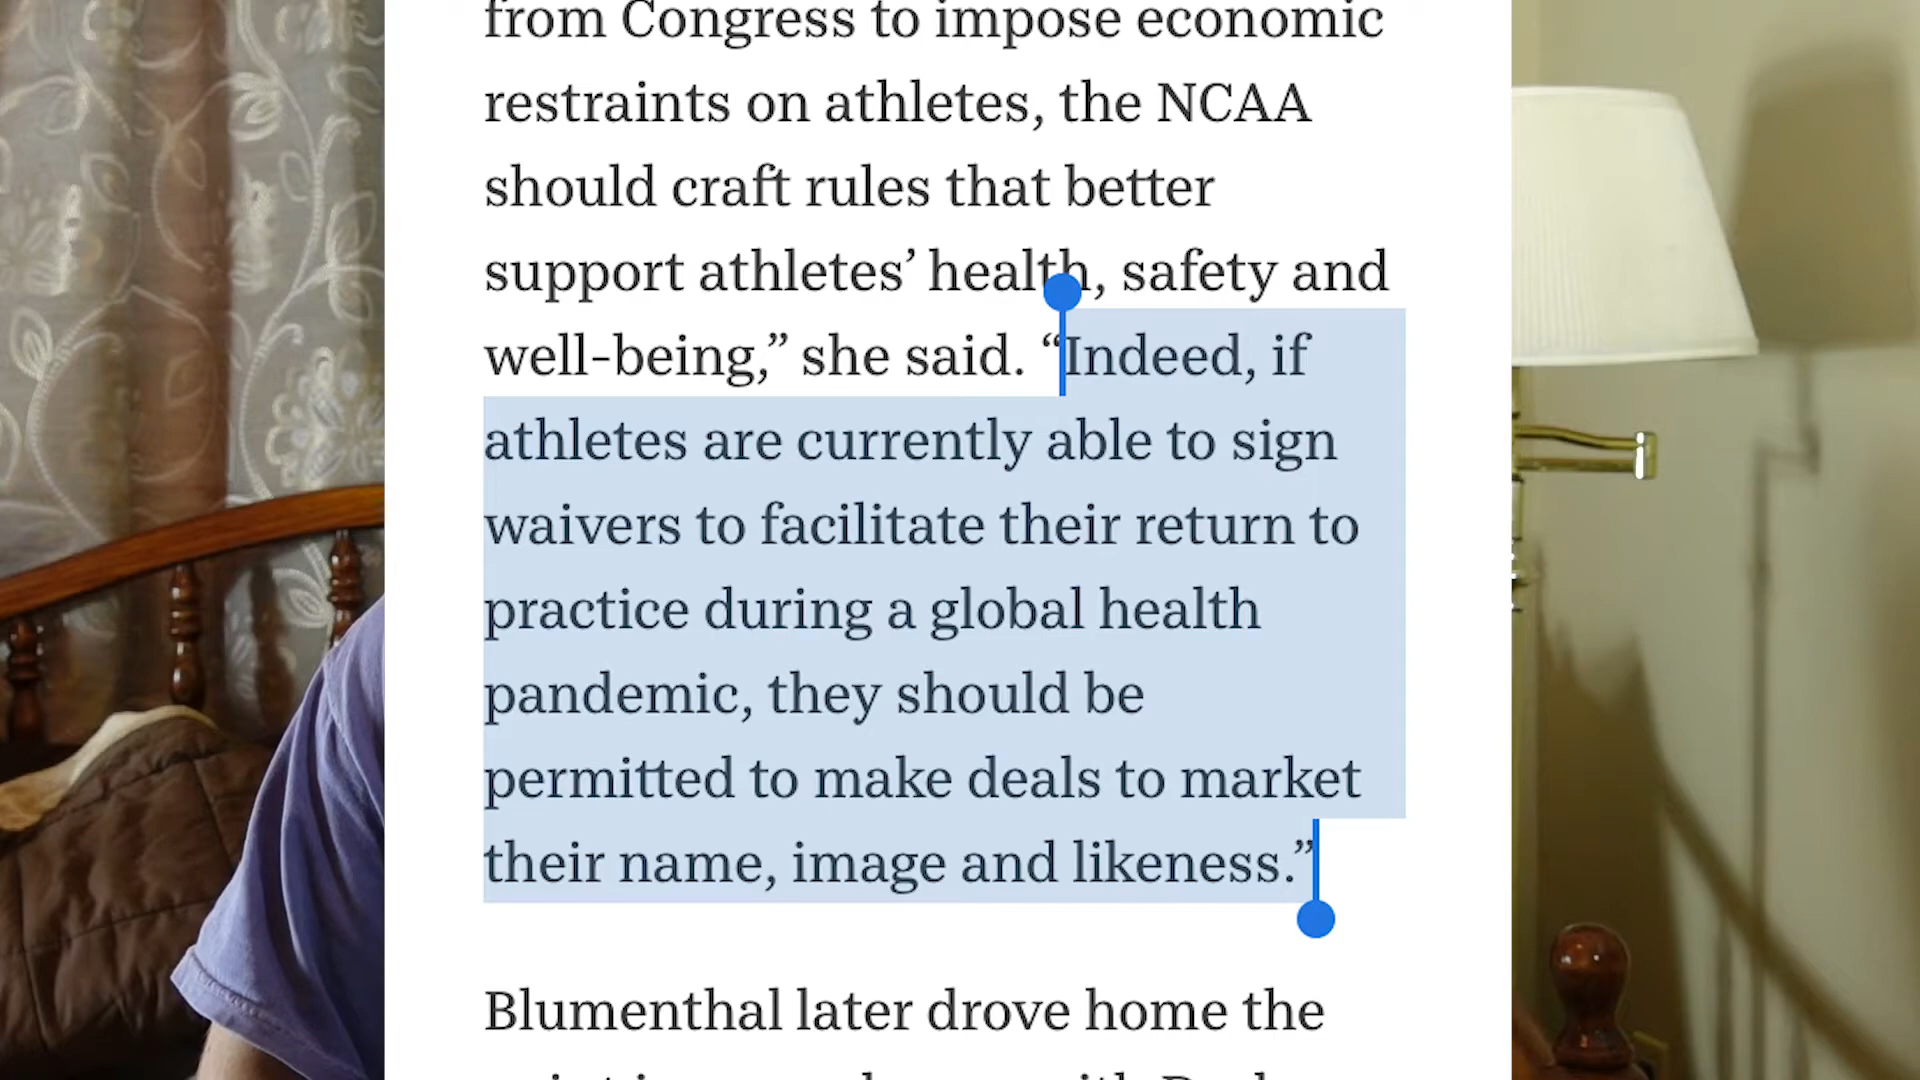 from Congress to impose economic
restraints on athletes, the NCAA
should craft rules that better
support athletes’ health, safety and
well-being,” she said. “Indeed, if
athletes are currently able to sign
waivers to facilitate their return to
practice during a global health
pandemic, they should be
permitted to make deals to market
their name, image and likeness.”
Blumenthal later drove home the